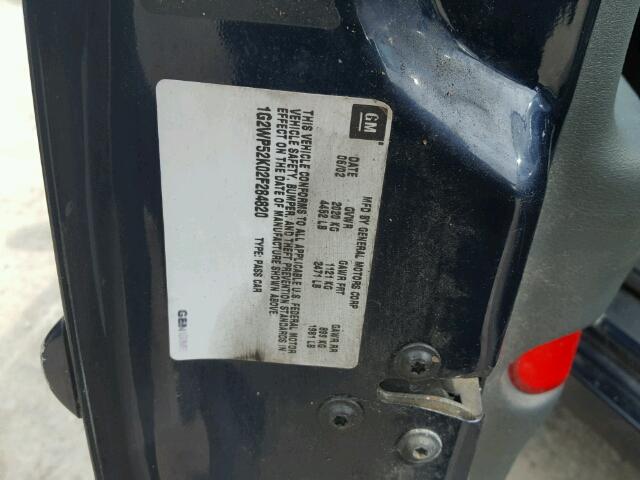 GM
MFD BY GENERAL MOTORS CORP
DATE GVWR GAWR FRT GAWR RR
06/02 2020 KG 1121 KG 899 KG
4452 LB 2471 LB 1981 LB
THIS VEHICLE CONFORMS TO ALL APPLICABLE U.S. FEDERAL MOTOR
VEHICLE SAFETY, BUMPER, AND THEFT PREVENTION STANDARDS IN
EFFECT ON THE DATE OF MANUFACTURE SHOWN ABOVE.
1G2WP52K02F284820 TYPE: PASS CAR